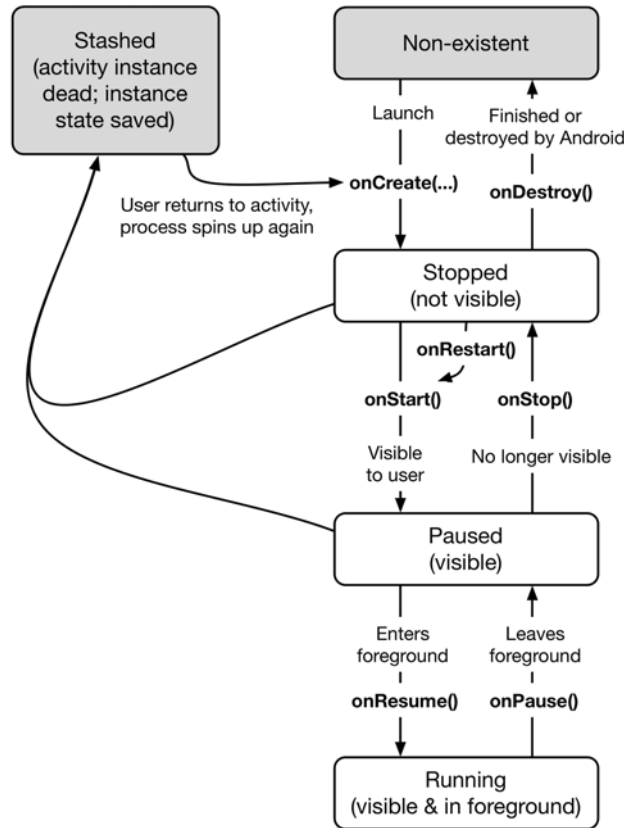 Stashed
(activity instance
dead; instance
state saved)
Non-existent
Launch
Finished or
destroyed by Android
User returns to activity,
process spins up again
onCreate(...)
onDestroy()
Stopped
(not visible)
onRestart()
onStart()
onStop()
Visible
to user
No longer visible
Paused
(visible)
Enters
foreground
Leaves
foreground
onResume()
onPause()
Running
(visible & in foreground)